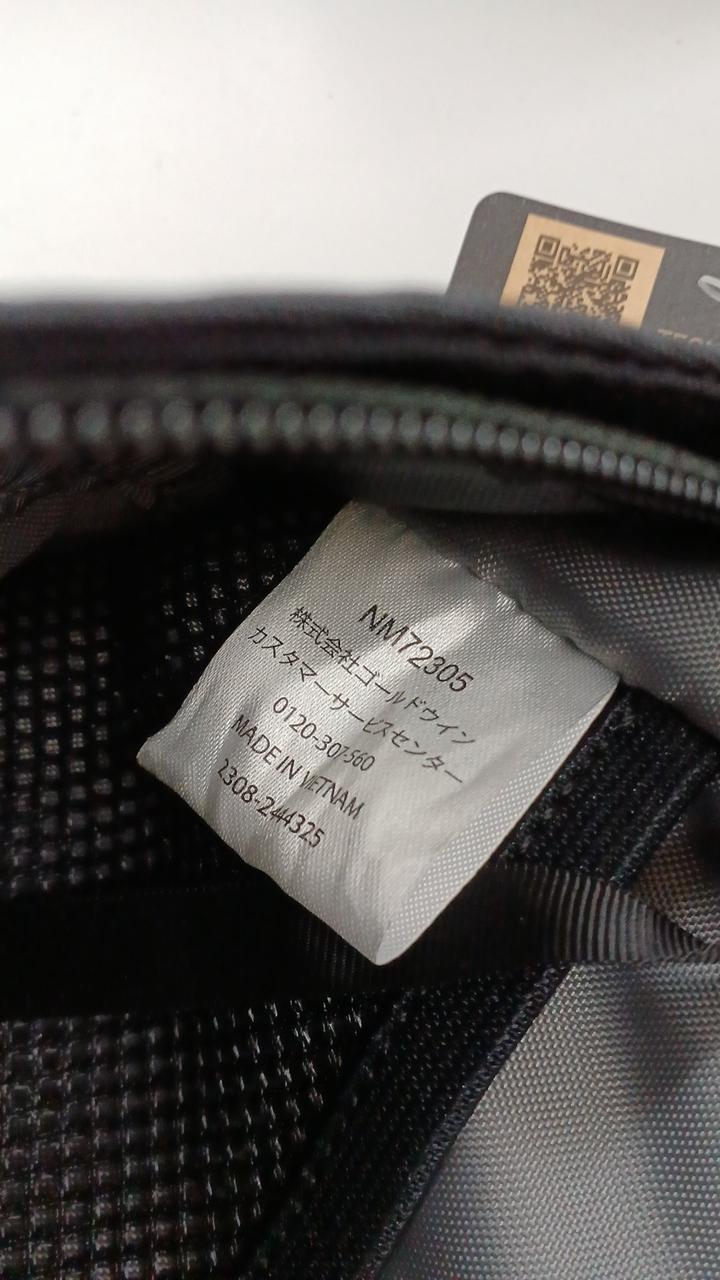 NM72305
株式会社ゴールドウイン
カスタマーサービスセンター
0120-307-560
MADE IN VIETNAM
2308-244325